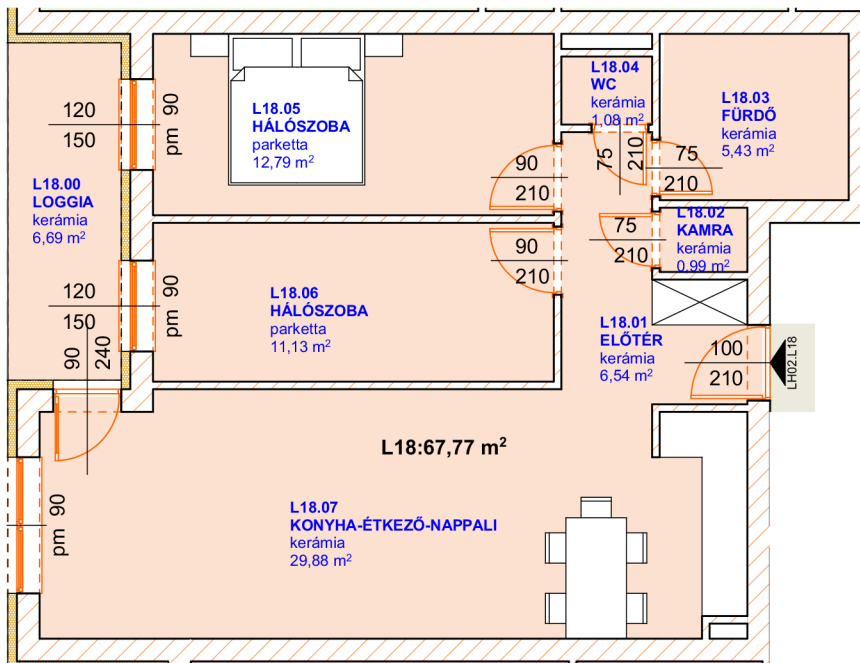 L18.04
WC
kerámia
1,08 m²
75
210
L18.03
FÜRDŐ
kerámia
5,43 m²
75
210
L18.05
HÁLÓSZOBA
parketta
12,79 m²
90
210
120
150
pm 90
L18.00
LOGGIA
kerámia
6,69 m²
L18.02
KAMRA
kerámia
0,99 m²
75
210
90
210
L18.06
HÁLÓSZOBA
parketta
11,13 m²
120
150
pm 90
90
240
L18.01
ELŐTÉR
kerámia
6,54 m²
100
210
LH02.L18
L18:67,77 m²
L18.07
KONYHA-ÉTKEZŐ-NAPPALI
kerámia
29,88 m²
pm 90